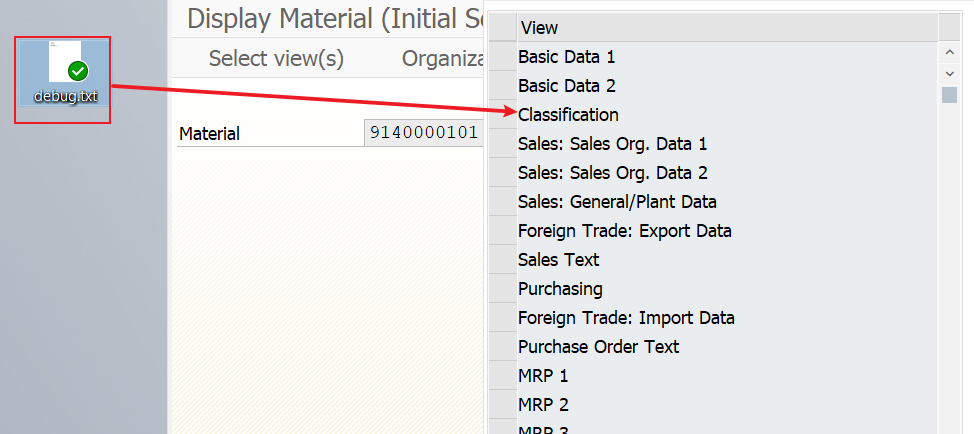 debug.txt
Display Material (Initial S
Select view(s)
Organiza
Material
9140000101
View
Basic Data 1
Basic Data 2
Classification
Sales: Sales Org. Data 1
Sales: Sales Org. Data 2
Sales: General/Plant Data
Foreign Trade: Export Data
Sales Text
Purchasing
Foreign Trade: Import Data
Purchase Order Text
MRP 1
MRP 2
MRP 3